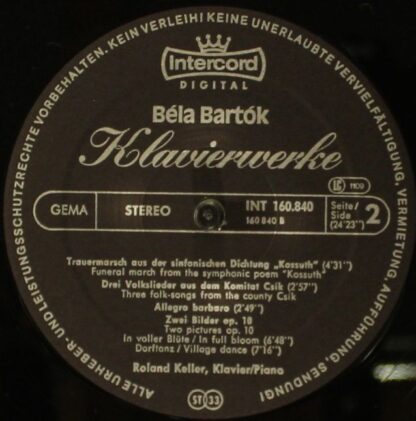 ALLE URHEBER- UND LEISTUNGSSCHUTZRECHTE VORBEHALTEN. KEIN VERLEIH! KEINE UNERLAUBTE VERVIELFÄLTIGUNG, VERMIETUNG, AUFFÜHRUNG, SENDUNG!
Intercord
DIGITAL
Béla Bartók
Klavierwerke
LC 1109
GEMA
STEREO
INT 160.840
160 840 B
Seite/
Side
(24'23")
2
Trauermarsch aus der sinfonischen Dichtung „Kossuth" (4'31")
Funeral march from the symphonic poem "Kossuth"
Drei Volkslieder aus dem Komitat Csik (2'57")
Three folk-songs from the county Csik
Allegro barbaro (2'49")
Zwei Bilder op. 10
Two pictures op. 10
In voller Blüte / In full bloom (6'48")
Dorftanz / Village dance (7'16")
Roland Keller, Klavier/Piano
ST 33